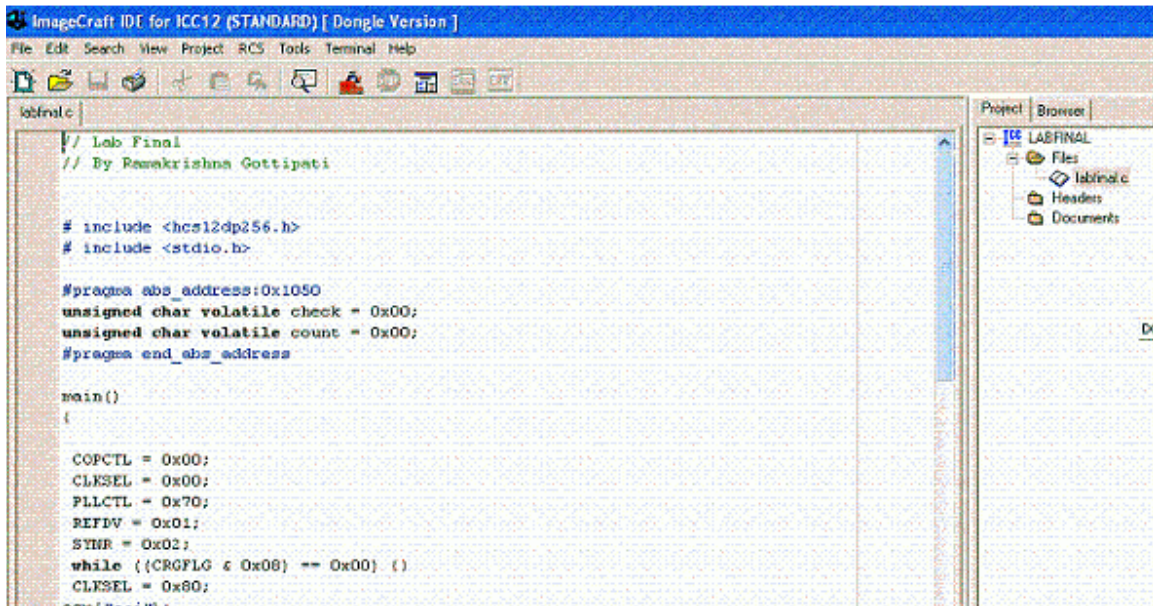 ImageCraft IDE for ICC12 (STANDARD) [ Dongle Version ]
File Edit Search View Project RCS Tools Terminal Help
labfinal.c
// Lab Final
// By Ramakrishna Gottipati
# include <hcs12dp256.h>
# include <stdio.h>
#pragma abs_address:0x1050
unsigned char volatile check = 0x00;
unsigned char volatile count = 0x00;
#pragma end_abs_address
main()
{
COPCTL = 0x00;
CLKSEL = 0x00;
PLLCTL = 0x70;
REFDV = 0x01;
SYNR = 0x02;
while ((CRGFLG & 0x08) == 0x00) {}
CLKSEL = 0x80;
Project Browser
LABFINAL
Files
labfinal.c
Headers
Documents